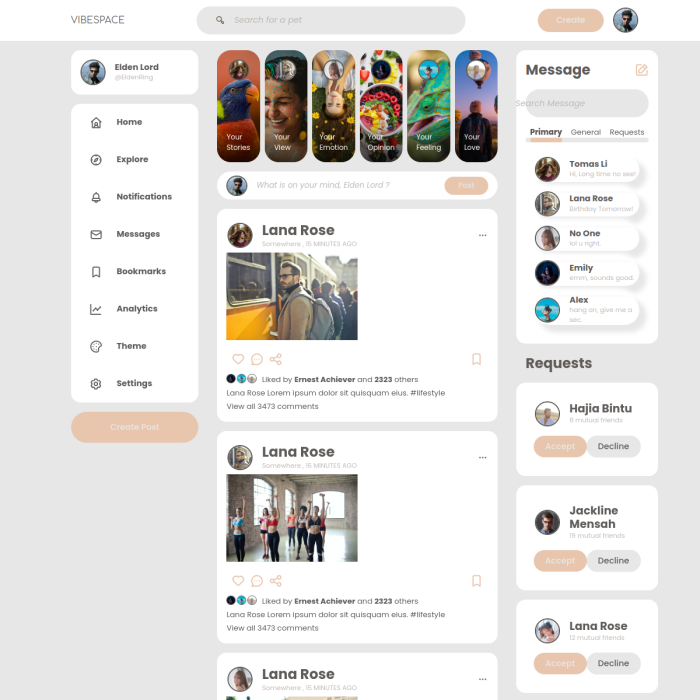 VIBESPACE
Search for a pet
Create
Elden Lord
@EldenRing
Home
Explore
Notifications
Messages
Bookmarks
Analytics
Theme
Settings
Create Post
Your
Stories
Your
View
Your
Emotion
Your
Opinion
Your
Feeling
Your
Love
What is on your mind, Elden Lord ?
Post
Lana Rose
Somewhere , 15 MINUTES AGO
...
Liked by Ernest Achiever and 2323 others
Lana Rose Lorem ipsum dolor sit quisquam eius. #lifestyle
View all 3473 comments
Lana Rose
Somewhere , 15 MINUTES AGO
...
Liked by Ernest Achiever and 2323 others
Lana Rose Lorem ipsum dolor sit quisquam eius. #lifestyle
View all 3473 comments
Lana Rose
Somewhere , 15 MINUTES AGO
...
Message
Search Message
Primary General Requests
Tomas Li
Hi, Long time no see!
Lana Rose
Birthday Tomorrow!
No One
lol u right.
Emily
emm, sounds good.
Alex
hang on, give me a
sec.
Requests
Hajia Bintu
8 mutual friends
Accept Decline
Jackline
Mensah
19 mutual friends
Accept Decline
Lana Rose
12 mutual friends
Accept Decline